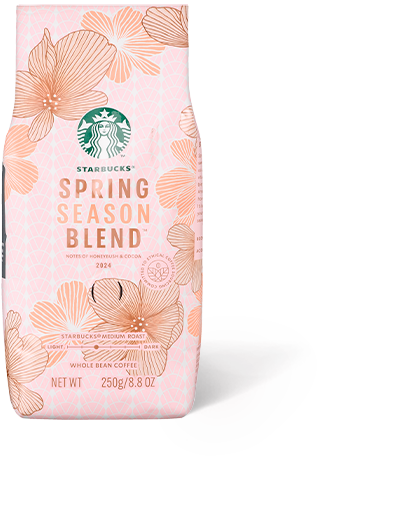 STARBUCKS®
SPRING
SEASON
BLEND™
NOTES OF HONEYBUSH & COCOA
2024
STARBUCKS® MEDIUM ROAST
LIGHT DARK
WHOLE BEAN COFFEE
NET WT 250g/8.8 OZ